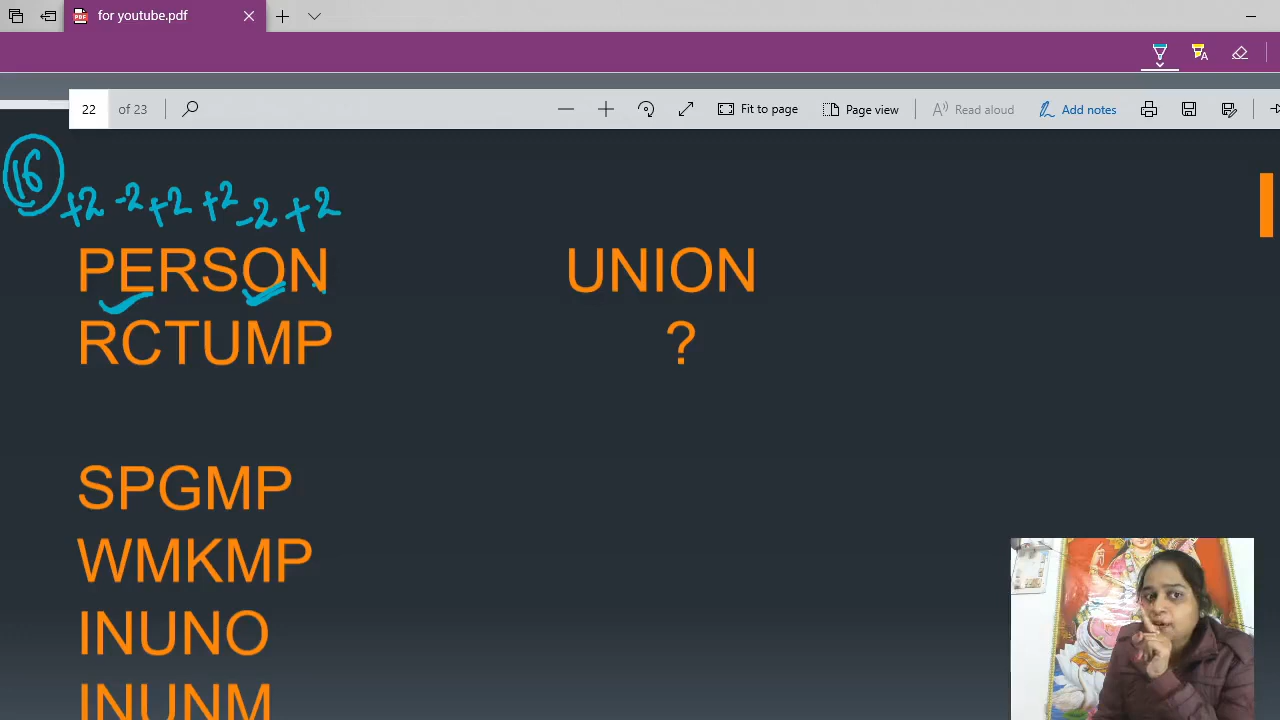 for youtube.pdf
22 of 23 Fit to page Page view Read aloud Add notes
16
+2 -2 +2 +2 -2 +2
PERSON UNION
RCTUMP ?
SPGMP
WMKMP
INUNO
INUNM